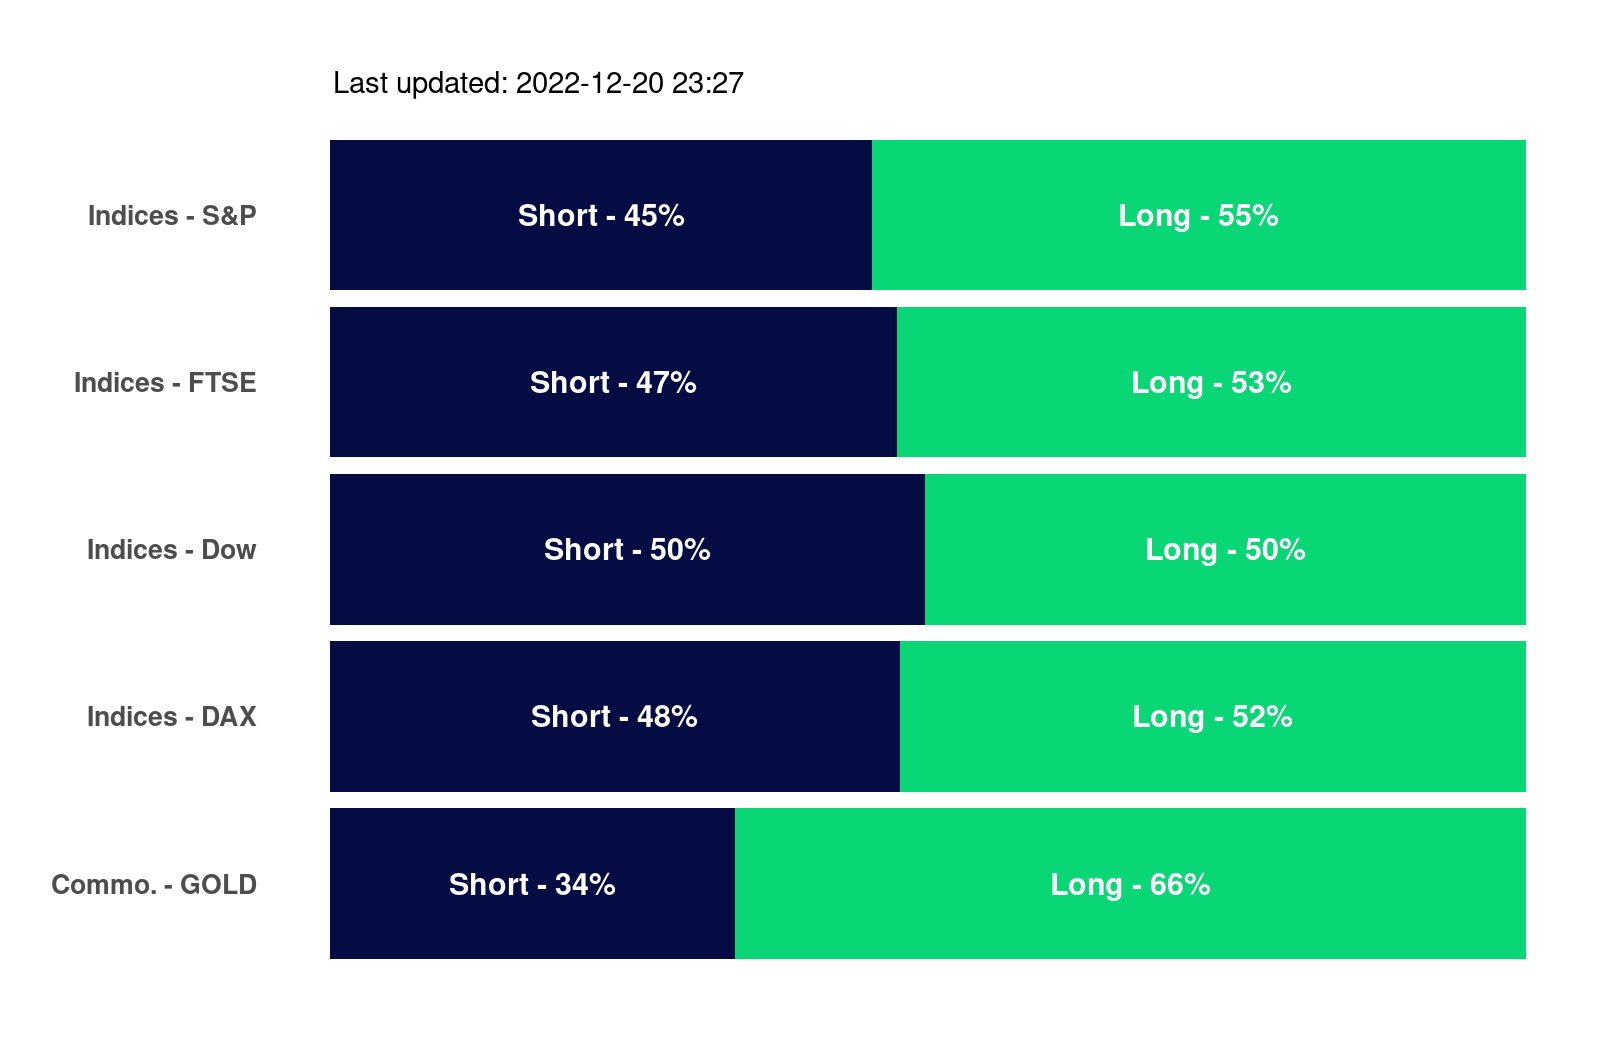 Last updated: 2022-12-20 23:27
Indices - S&P Short - 45% Long - 55%
Indices - FTSE Short - 47% Long - 53%
Indices - Dow Short - 50% Long - 50%
Indices - DAX Short - 48% Long - 52%
Commo. - GOLD Short - 34% Long - 66%